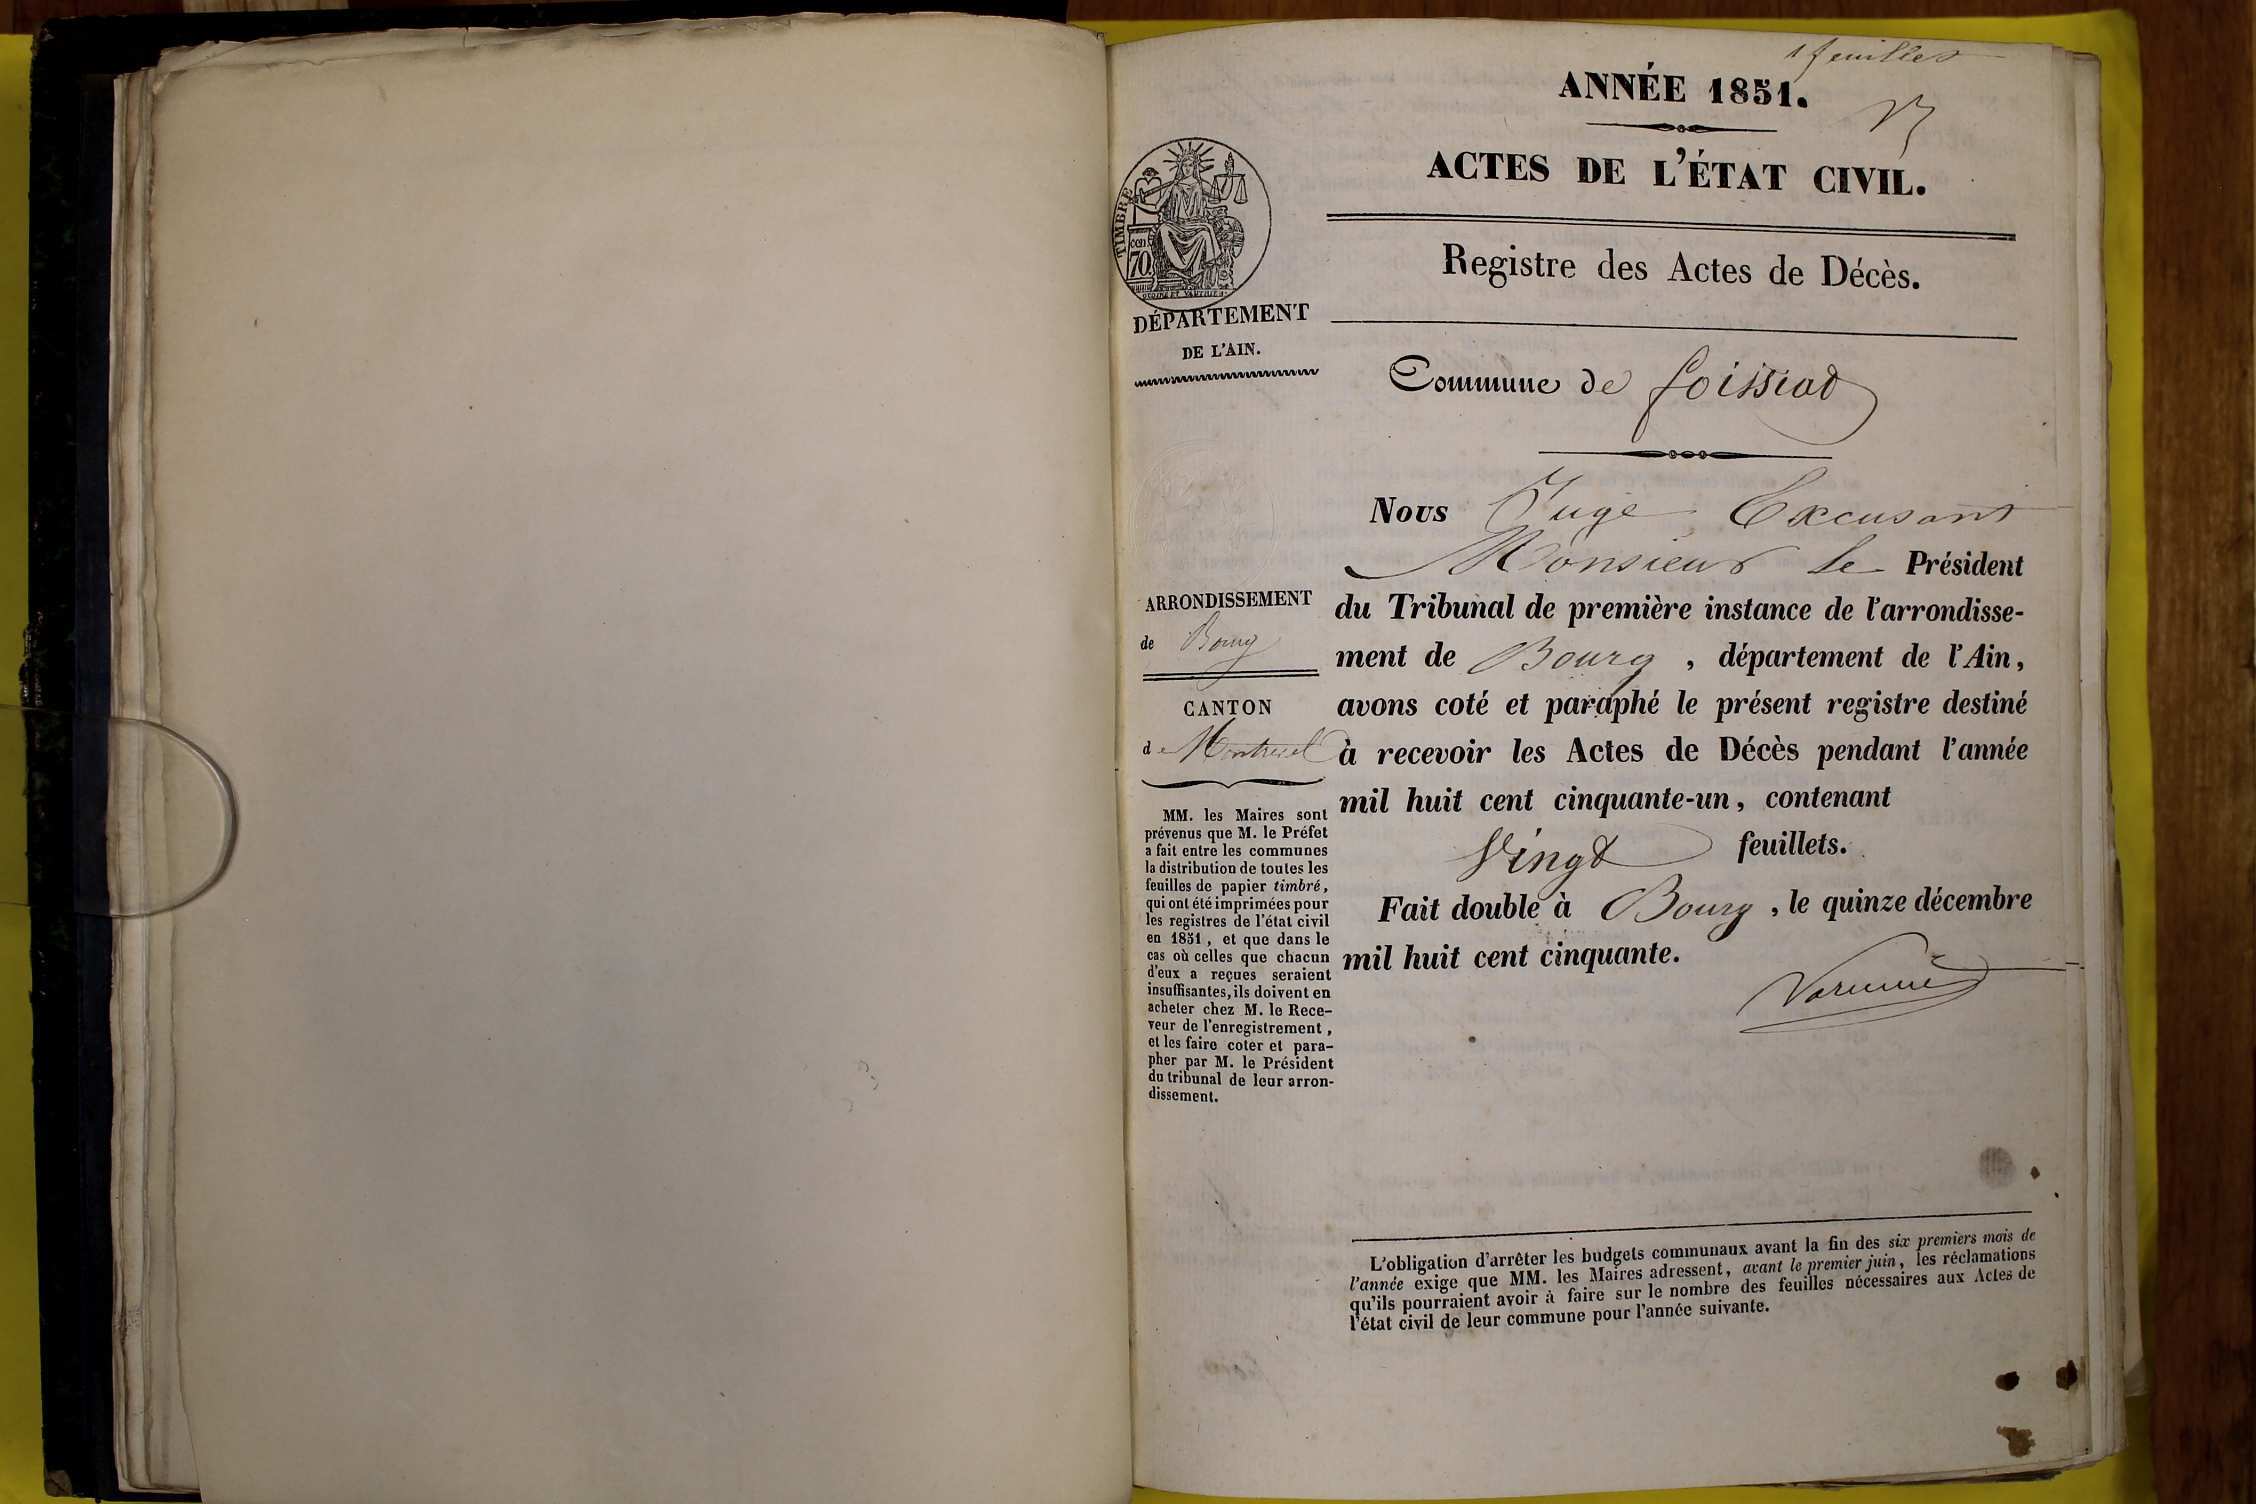 1 feuillet
ANNÉE 1851.
ACTES DE L'ÉTAT CIVIL.
Registre des Actes de Décès.
TIMBRE
cen
70
DÉPARTEMENT
DE L'AIN.
Commune de foissiat
Nous Juge Excusant
Monsieur le Président
du Tribunal de première instance de l'arrondisse-
ment de Bourg, département de l'Ain,
avons coté et paraphé le présent registre destiné
à recevoir les Actes de Décès pendant l'année
mil huit cent cinquante-un, contenant
Vingt feuillets.
Fait double à Bourg, le quinze décembre
mil huit cent cinquante.
ARRONDISSEMENT
de Bourg
CANTON
de Montrevel
MM. les Maires sont
prévenus que M. le Préfet
a fait entre les communes
la distribution de toutes les
feuilles de papier timbré,
qui ont été imprimées pour
les registres de l'état civil
en 1851, et que dans le
cas où celles que chacun
d'eux a reçues seraient
insuffisantes, ils doivent en
acheter chez M. le Rece-
veur de l'enregistrement,
et les faire coter et para-
pher par M. le Président
du tribunal de leur arron-
dissement.
L'obligation d'arrêter les budgets communaux avant la fin des six premiers mois de
l'année exige que MM. les Maires adressent, avant le premier juin, les réclamations
qu'ils pourraient avoir à faire sur le nombre des feuilles nécessaires aux Actes de
l'état civil de leur commune pour l'année suivante.